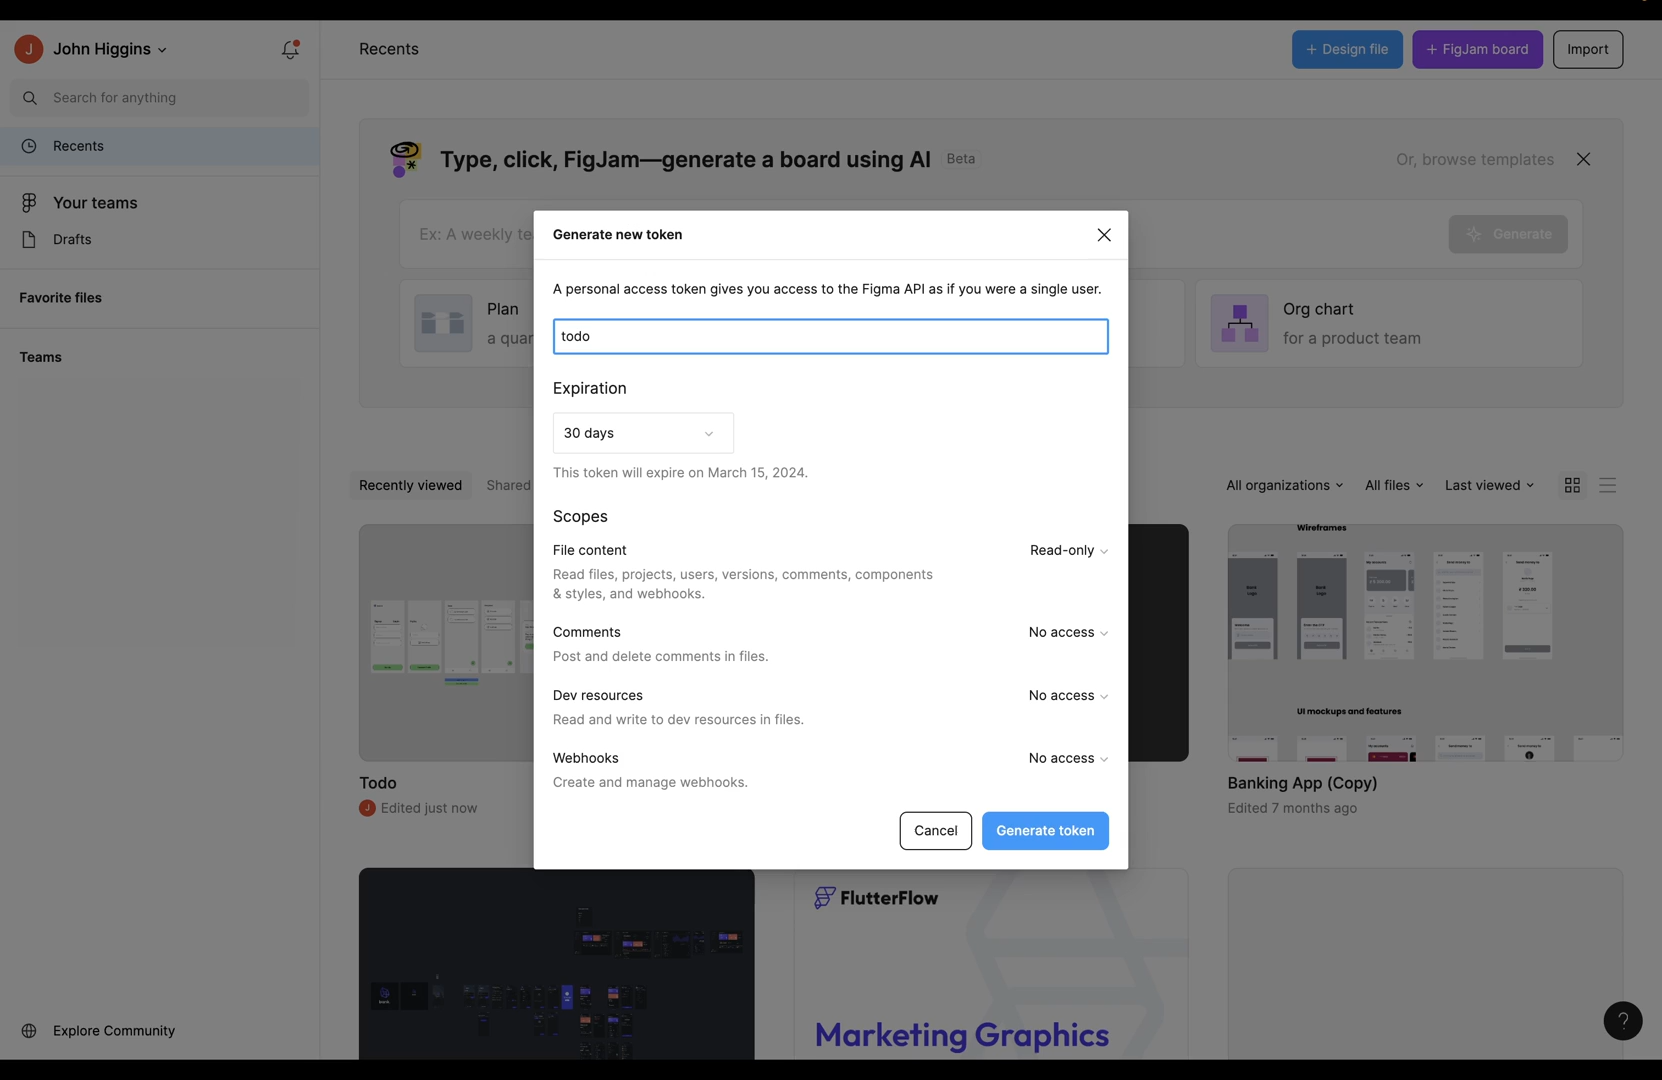 J John Higgins
Search for anything
Recents
Your teams
Drafts
Favorite files
Teams
Explore Community
Recents
+ Design file
+ FigJam board
Import
Type, click, FigJam—generate a board using AI Beta
Or, browse templates
Ex: A weekly te
Generate
Plan
a quar
Org chart
for a product team
Generate new token
A personal access token gives you access to the Figma API as if you were a single user.
todo
Expiration
30 days
This token will expire on March 15, 2024.
Scopes
File content
Read-only
Read files, projects, users, versions, comments, components
& styles, and webhooks.
Comments
No access
Post and delete comments in files.
Dev resources
No access
Read and write to dev resources in files.
Webhooks
No access
Create and manage webhooks.
Cancel
Generate token
Recently viewed
Shared
All organizations
All files
Last viewed
Wireframes
UI mockups and features
Todo
J Edited just now
Banking App (Copy)
Edited 7 months ago
FlutterFlow
Marketing Graphics
?